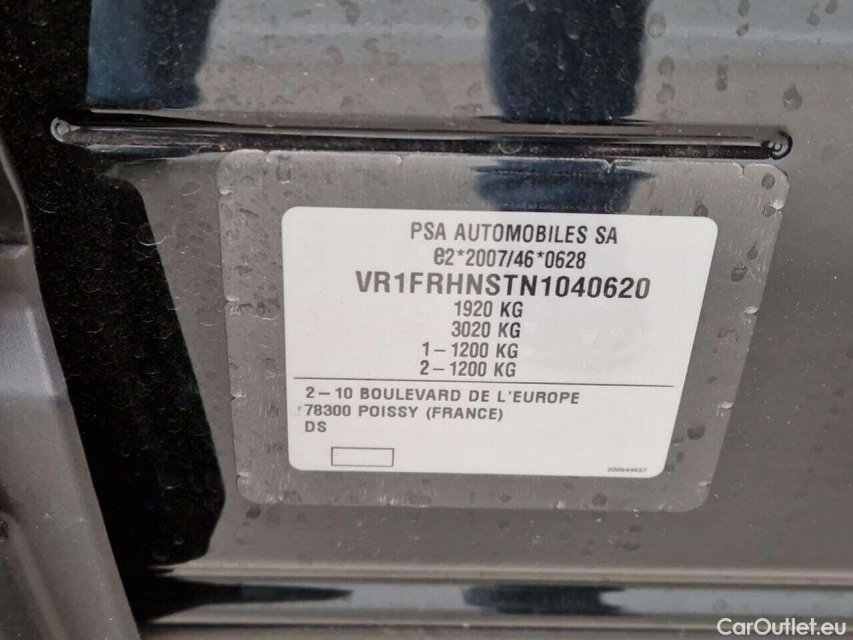 PSA AUTOMOBILES SA
e2*2007/46*0628
VR1FRHNSTN1040620
1920 KG
3020 KG
1-1200 KG
2-1200 KG
2-10 BOULEVARD DE L'EUROPE
78300 POISSY (FRANCE)
DS
CarOutlet.eu